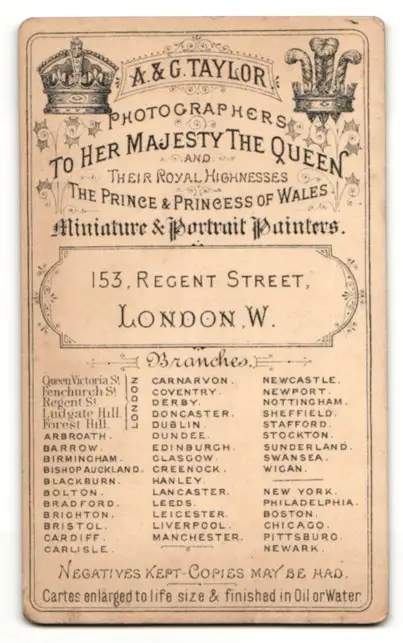 A. & G. TAYLOR
PHOTOGRAPHERS
TO HER MAJESTY THE QUEEN
AND
THEIR ROYAL HIGHNESSES
THE PRINCE & PRINCESS OF WALES
Miniature & Portrait Painters.
153, REGENT STREET,
LONDON, W.
Branches.
Queen Victoria St
Fenchurch St
Regent St
Ludgate Hill.
Forest Hill.
LONDON
ARBROATH.
BARROW.
BIRMINGHAM.
BISHOP AUCKLAND.
BLACKBURN.
BOLTON.
BRADFORD.
BRIGHTON.
BRISTOL.
CARDIFF.
CARLISLE.
CARNARVON.
COVENTRY.
DERBY.
DONCASTER.
DUBLIN.
DUNDEE.
EDINBURGH.
GLASGOW.
GREENOCK.
HANLEY.
LANCASTER.
LEEDS.
LEICESTER.
LIVERPOOL.
MANCHESTER.
NEWCASTLE.
NEWPORT.
NOTTINGHAM.
SHEFFIELD.
STAFFORD.
STOCKTON.
SUNDERLAND.
SWANSEA.
WIGAN.
NEW YORK.
PHILADELPHIA.
BOSTON.
CHICAGO.
PITTSBURG.
NEWARK.
NEGATIVES KEPT-COPIES MAY BE HAD.
Cartes enlarged to life size & finished in Oil or Water